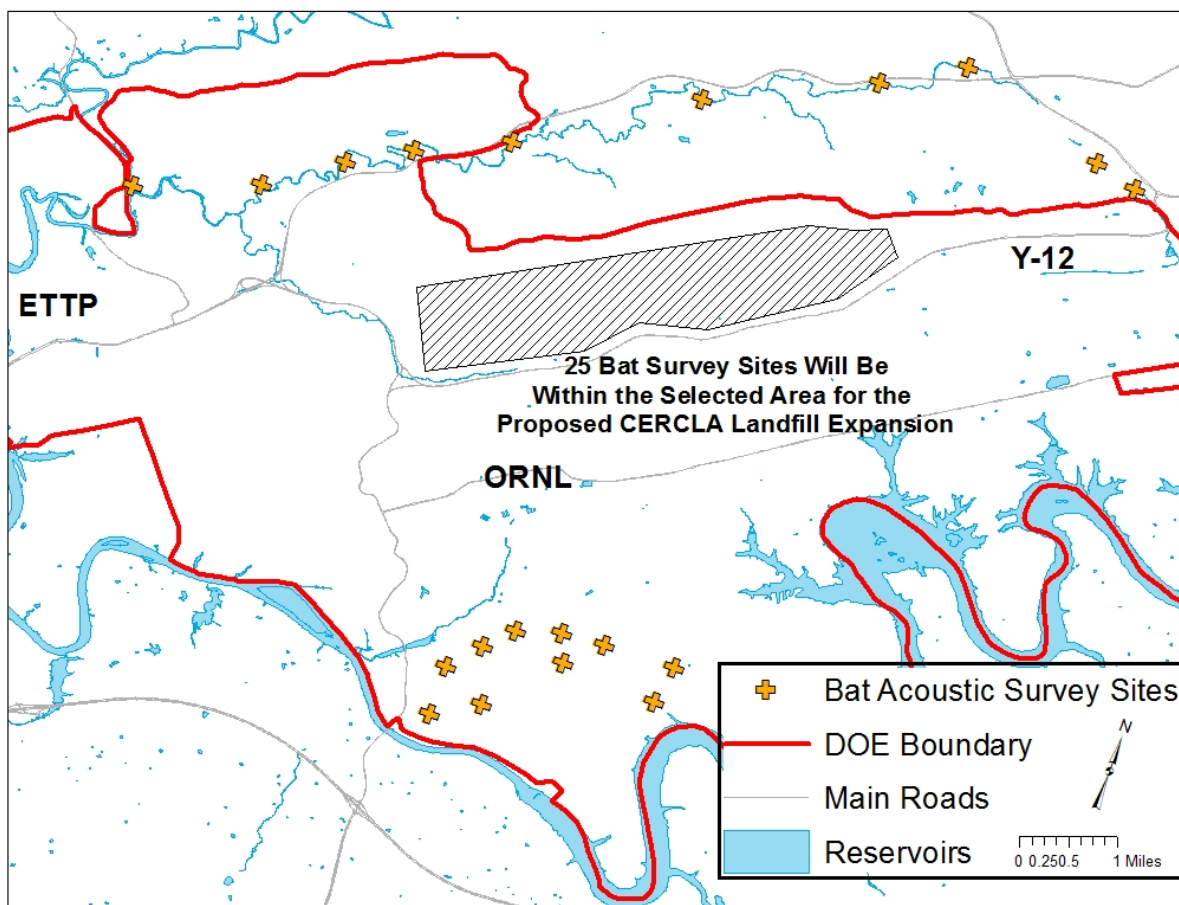 Y-12
ETTP
25 Bat Survey Sites Will Be
Within the Selected Area for the
Proposed CERCLA Landfill Expansion
ORNL
Bat Acoustic Survey Sites
N
DOE Boundary
Main Roads
Reservoirs
0 0.250.5 1 Miles